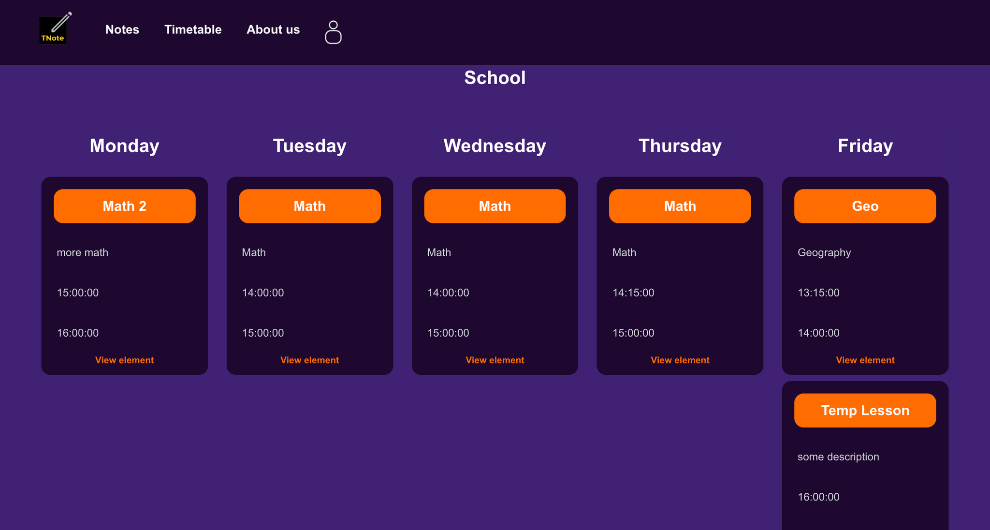 TNote
Notes
Timetable
About us
School
Monday
Tuesday
Wednesday
Thursday
Friday
Math 2
more math
15:00:00
16:00:00
View element
Math
Math
14:00:00
15:00:00
View element
Math
Math
14:00:00
15:00:00
View element
Math
Math
14:15:00
15:00:00
View element
Geo
Geography
13:15:00
14:00:00
View element
Temp Lesson
some description
16:00:00